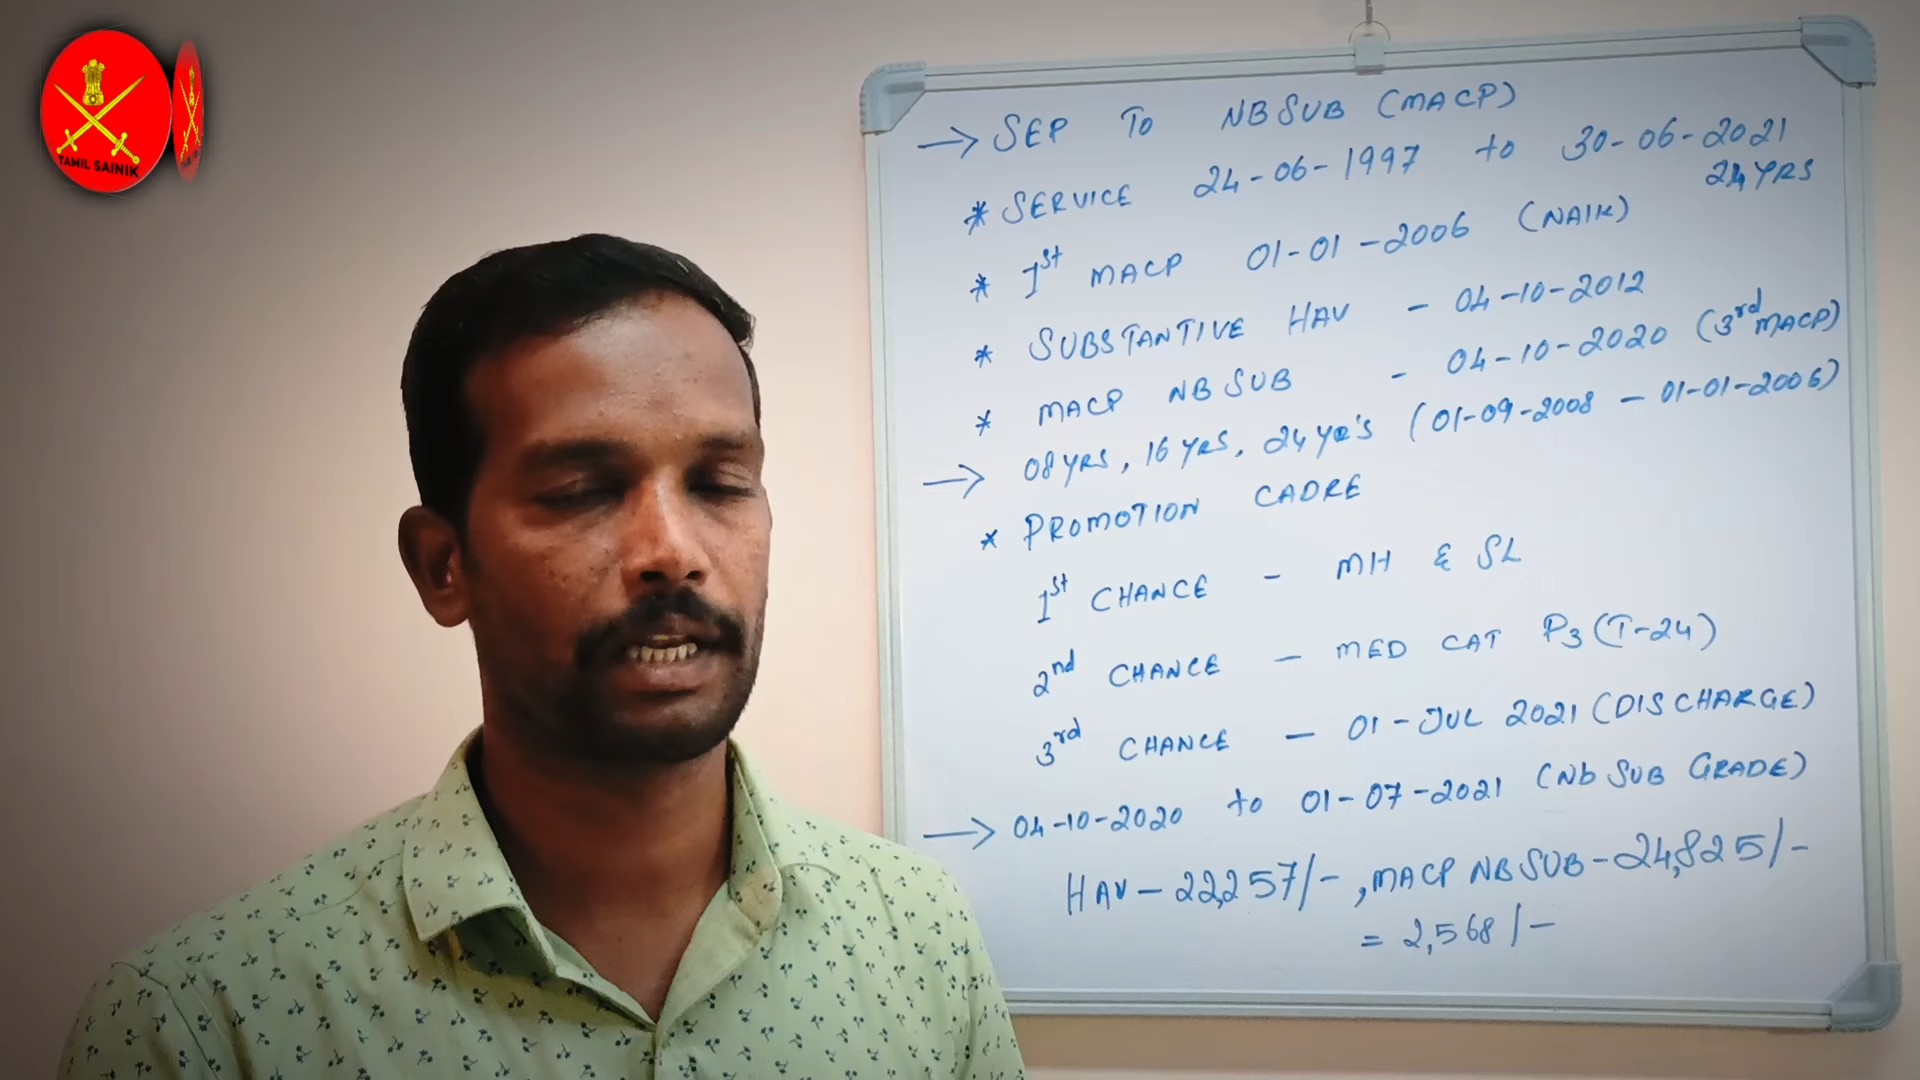 TAMIL SAINIK
→ SEP TO NB SUB (MACP)
* SERVICE 24-06-1997 to 30-06-2021
24 YRS
* 1st MACP 01-01-2006 (NAIK)
* SUBSTANTIVE HAV - 04-10-2012
* MACP NB SUB - 04-10-2020 (3rd MACP)
→ 08 YRS, 16 YRS, 24 YR'S (01-09-2008 - 01-01-2006)
* PROMOTION CADRE
1st CHANCE - MH & SL
2nd CHANCE - MED CAT P3 (T-24)
3rd CHANCE - 01-JUL 2021 (DISCHARGE)
→ 04-10-2020 to 01-07-2021 (Nb SUB GRADE)
HAV - 22,257/-, MACP NB SUB - 24,825/-
= 2,568/-